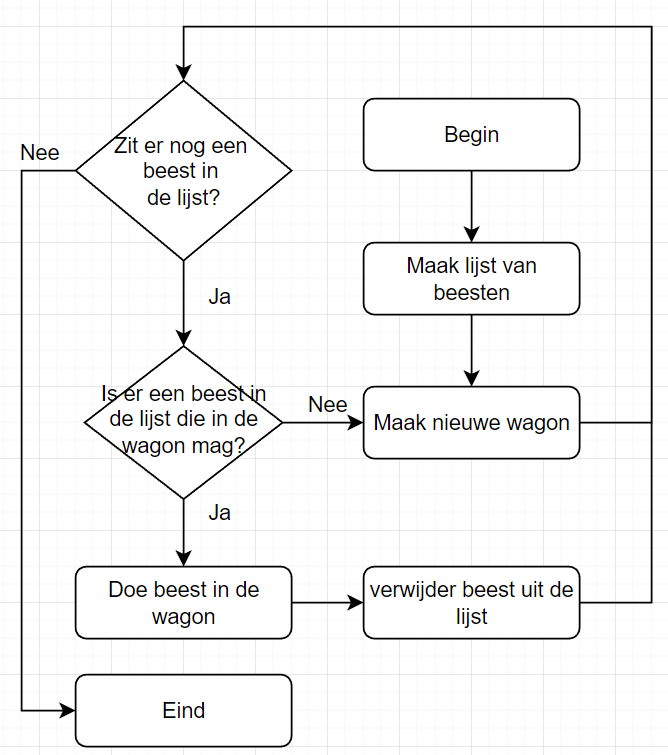 Zit er nog een
beest in
de lijst?
Nee
Begin
Maak lijst van
beesten
Ja
Is er een beest in
de lijst die in de
wagon mag?
Nee
Maak nieuwe wagon
Ja
Doe beest in de
wagon
verwijder beest uit de
lijst
Eind